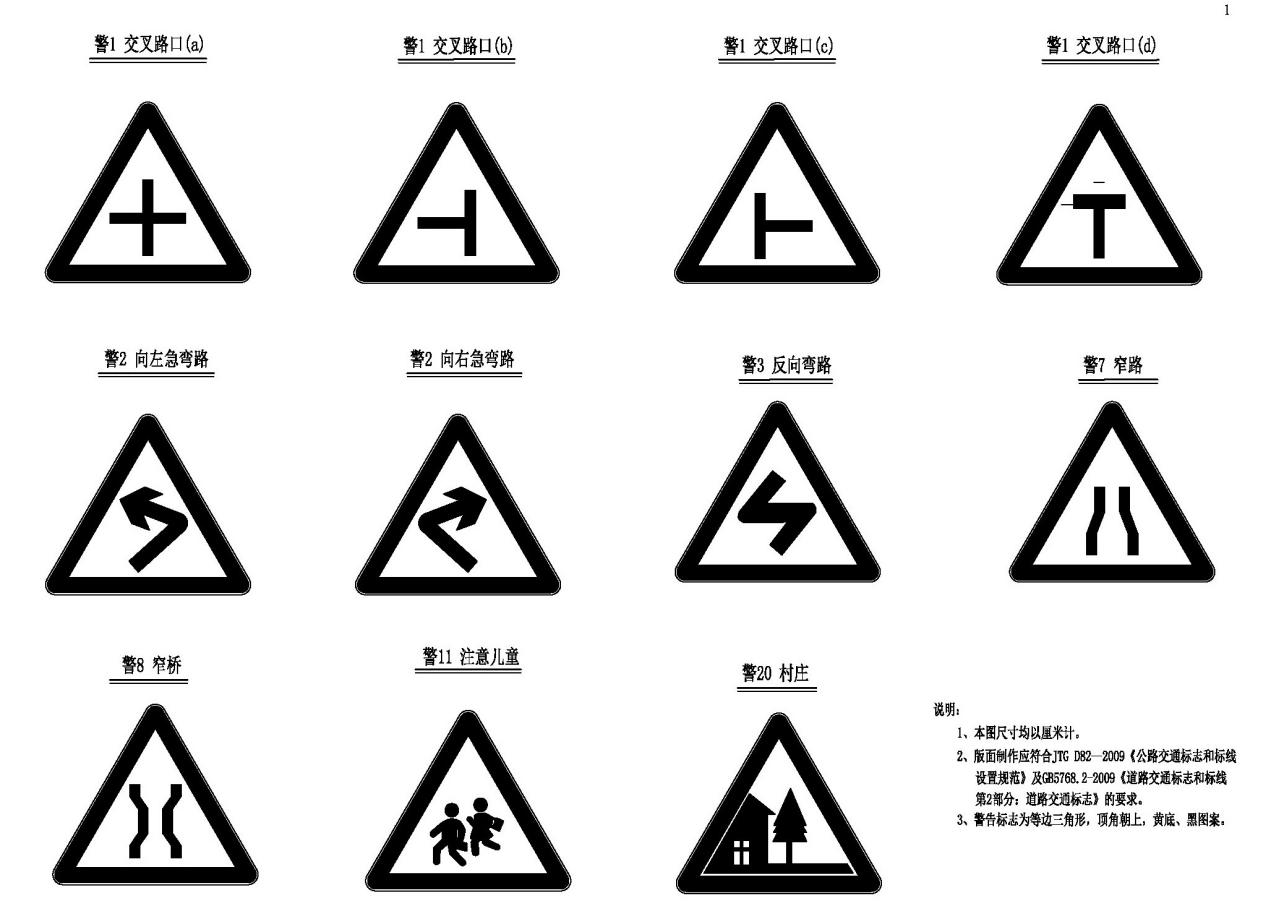 1
警1 交叉路口(a)
警1 交叉路口(b)
警1 交叉路口(c)
警1 交叉路口(d)
警2 向左急弯路
警2 向右急弯路
警3 反向弯路
警7 窄路
警8 窄桥
警11 注意儿童
警20 村庄
说明:
1、本图尺寸均以厘米计。
2、版面制作应符合JTG D82—2009《公路交通标志和标线
设置规范》及GB5768.2-2009《道路交通标志和标线
第2部分: 道路交通标志》的要求。
3、警告标志为等边三角形, 顶角朝上, 黄底、黑图案。